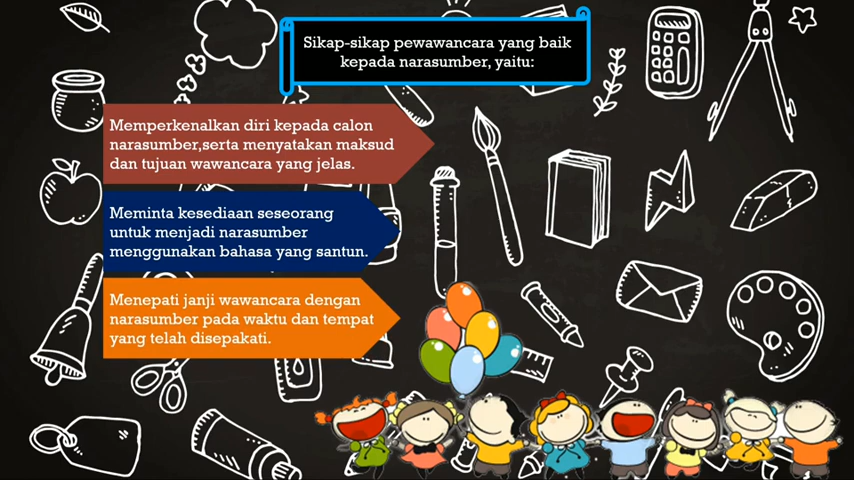 Sikap-sikap pewawancara yang baik
kepada narasumber, yaitu:
Memperkenalkan diri kepada calon
narasumber,serta menyatakan maksud
dan tujuan wawancara yang jelas.
Meminta kesediaan seseorang
untuk menjadi narasumber
menggunakan bahasa yang santun.
Menepati janji wawancara dengan
narasumber pada waktu dan tempat
yang telah disepakati.